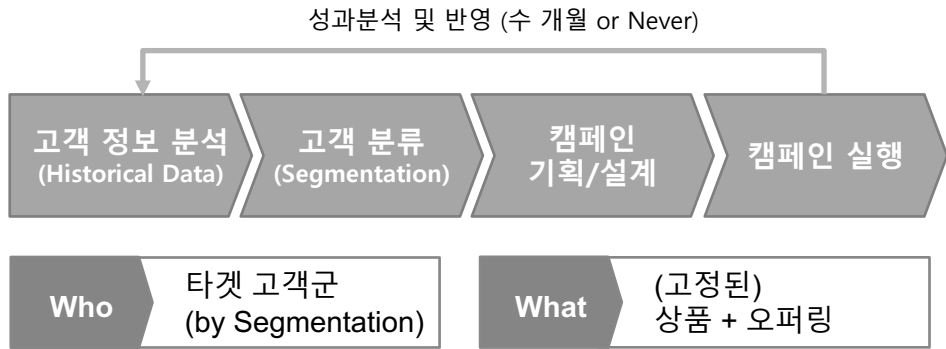 성과분석 및 반영 (수 개월 or Never)
고객 정보 분석
(Historical Data)
고객 분류
(Segmentation)
캠페인
기획/설계
캠페인 실행
Who
타겟 고객군
(by Segmentation)
What
(고정된)
상품 + 오퍼링